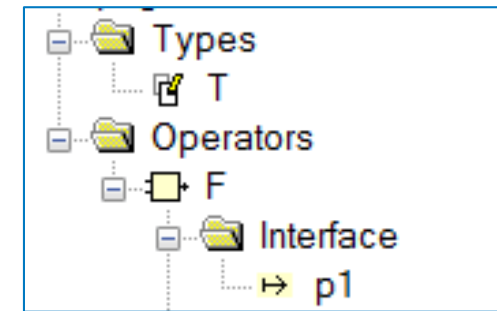 Types
T
Operators
F
Interface
p1